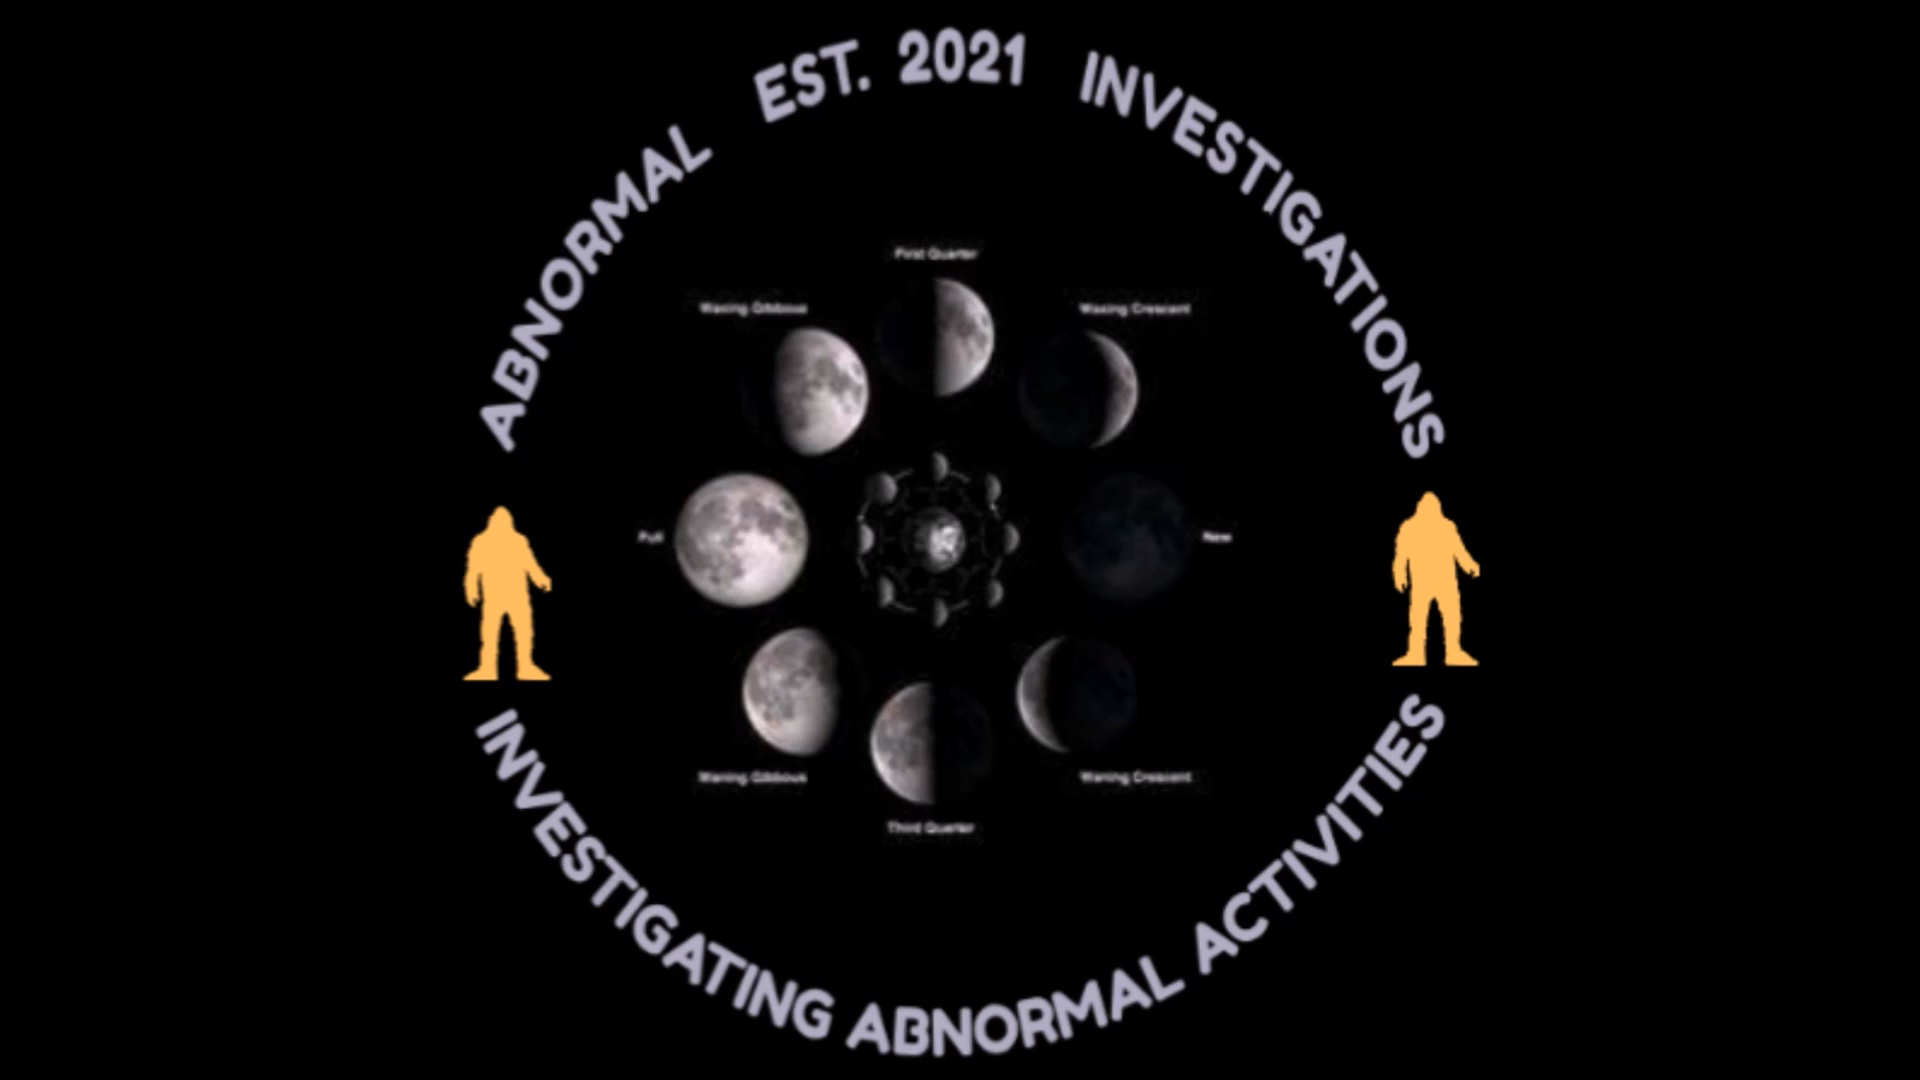 ABNORMAL EST. 2021 INVESTIGATIONS
First Quarter
Waxing Gibbous
Waxing Crescent
Full
New
Waning Gibbous
Waning Crescent
Third Quarter
INVESTIGATING ABNORMAL ACTIVITIES